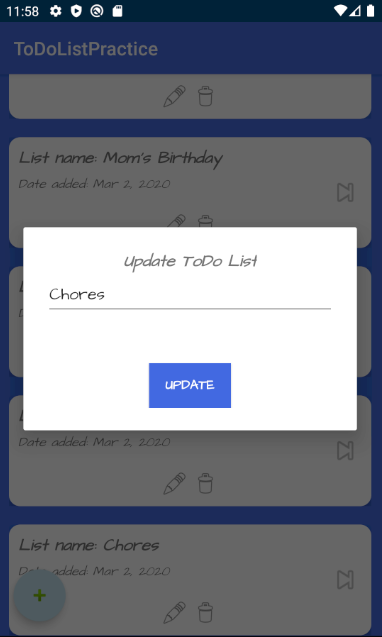 11:58
ToDoListPractice
List name: Mom's Birthday
Date added: Mar 2, 2020
Update ToDo List
Chores
UPDATE
Date added: Mar 2, 2020
List name: Chores
Date added: Mar 2, 2020
+